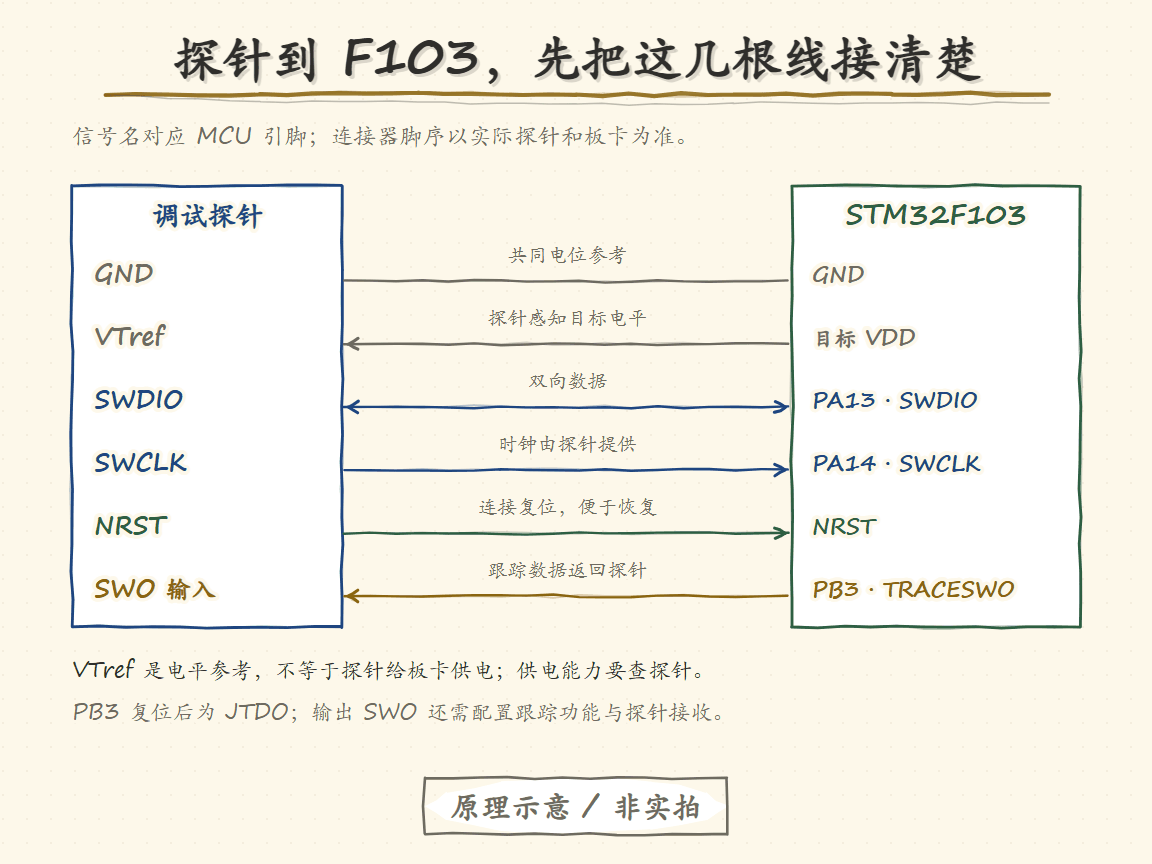 探针到 F103，先把这几根线接清楚
信号名对应 MCU 引脚；连接器脚序以实际探针和板卡为准。
调试探针
STM32F103
GND
共同电位参考
GND
VTref
探针感知目标电平
目标 VDD
SWDIO
双向数据
PA13 · SWDIO
SWCLK
时钟由探针提供
PA14 · SWCLK
NRST
连接复位，便于恢复
NRST
SWO 输入
跟踪数据返回探针
PB3 · TRACESWO
VTref 是电平参考，不等于探针给板卡供电；供电能力要查探针。
PB3 复位后为 JTDO；输出 SWO 还需配置跟踪功能与探针接收。
原理示意 / 非实拍